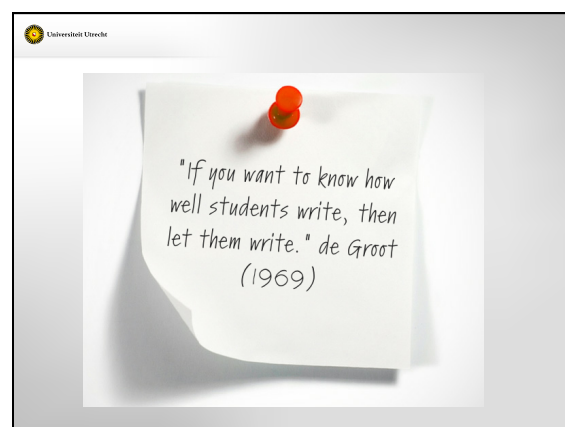 Universiteit Utrecht
"If you want to know how
well students write, then
let them write." de Groot
(1969)